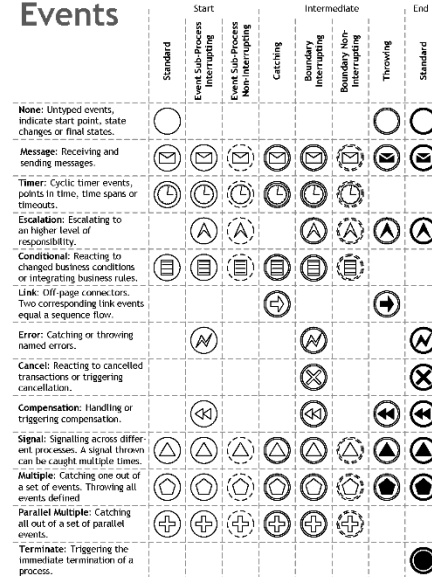 Events
Start
Intermediate
End
Standard
Event Sub-Process
Interrupting
Event Sub-Process
Non-Interrupting
Catching
Boundary
Interrupting
Boundary Non-
Interrupting
Throwing
Standard
None: Untyped events,
indicate start point, state
changes or final states.
Message: Receiving and
sending messages.
Timer: Cyclic timer events,
points in time, time spans or
timeouts.
Escalation: Escalating to
an higher level of
responsibility.
Conditional: Reacting to
changed business conditions
or integrating business rules.
Link: Off-page connectors.
Two corresponding link events
equal a sequence flow.
Error: Catching or throwing
named errors.
Cancel: Reacting to cancelled
transactions or triggering
cancellation.
Compensation: Handling or
triggering compensation.
Signal: Signalling across differ-
ent processes. A signal thrown
can be caught multiple times.
Multiple: Catching one out of
a set of events. Throwing all
events defined
Parallel Multiple: Catching
all out of a set of parallel
events.
Terminate: Triggering the
immediate termination of a
process.